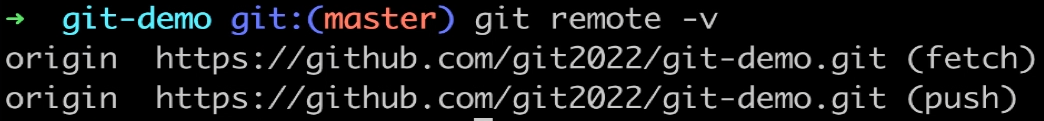 ➜  git-demo git:(master) git remote -v
origin  https://github.com/git2022/git-demo.git (fetch)
origin  https://github.com/git2022/git-demo.git (push)